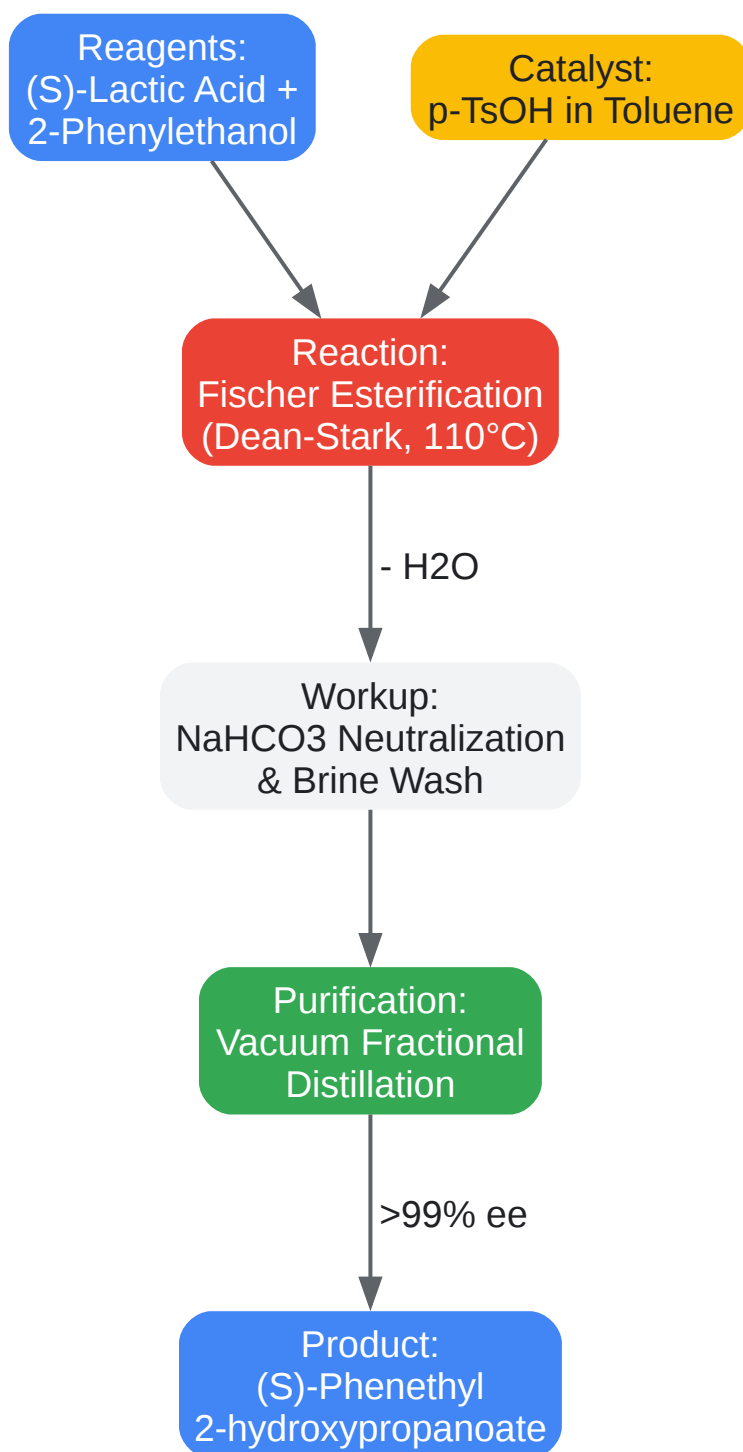 Reagents:
(S)-Lactic Acid +
2-Phenylethanol
Catalyst:
p-TsOH in Toluene
Reaction:
Fischer Esterification
(Dean-Stark, 110°C)
- H2O
Workup:
NaHCO3 Neutralization
& Brine Wash
Purification:
Vacuum Fractional
Distillation
>99% ee
Product:
(S)-Phenethyl
2-hydroxypropanoate